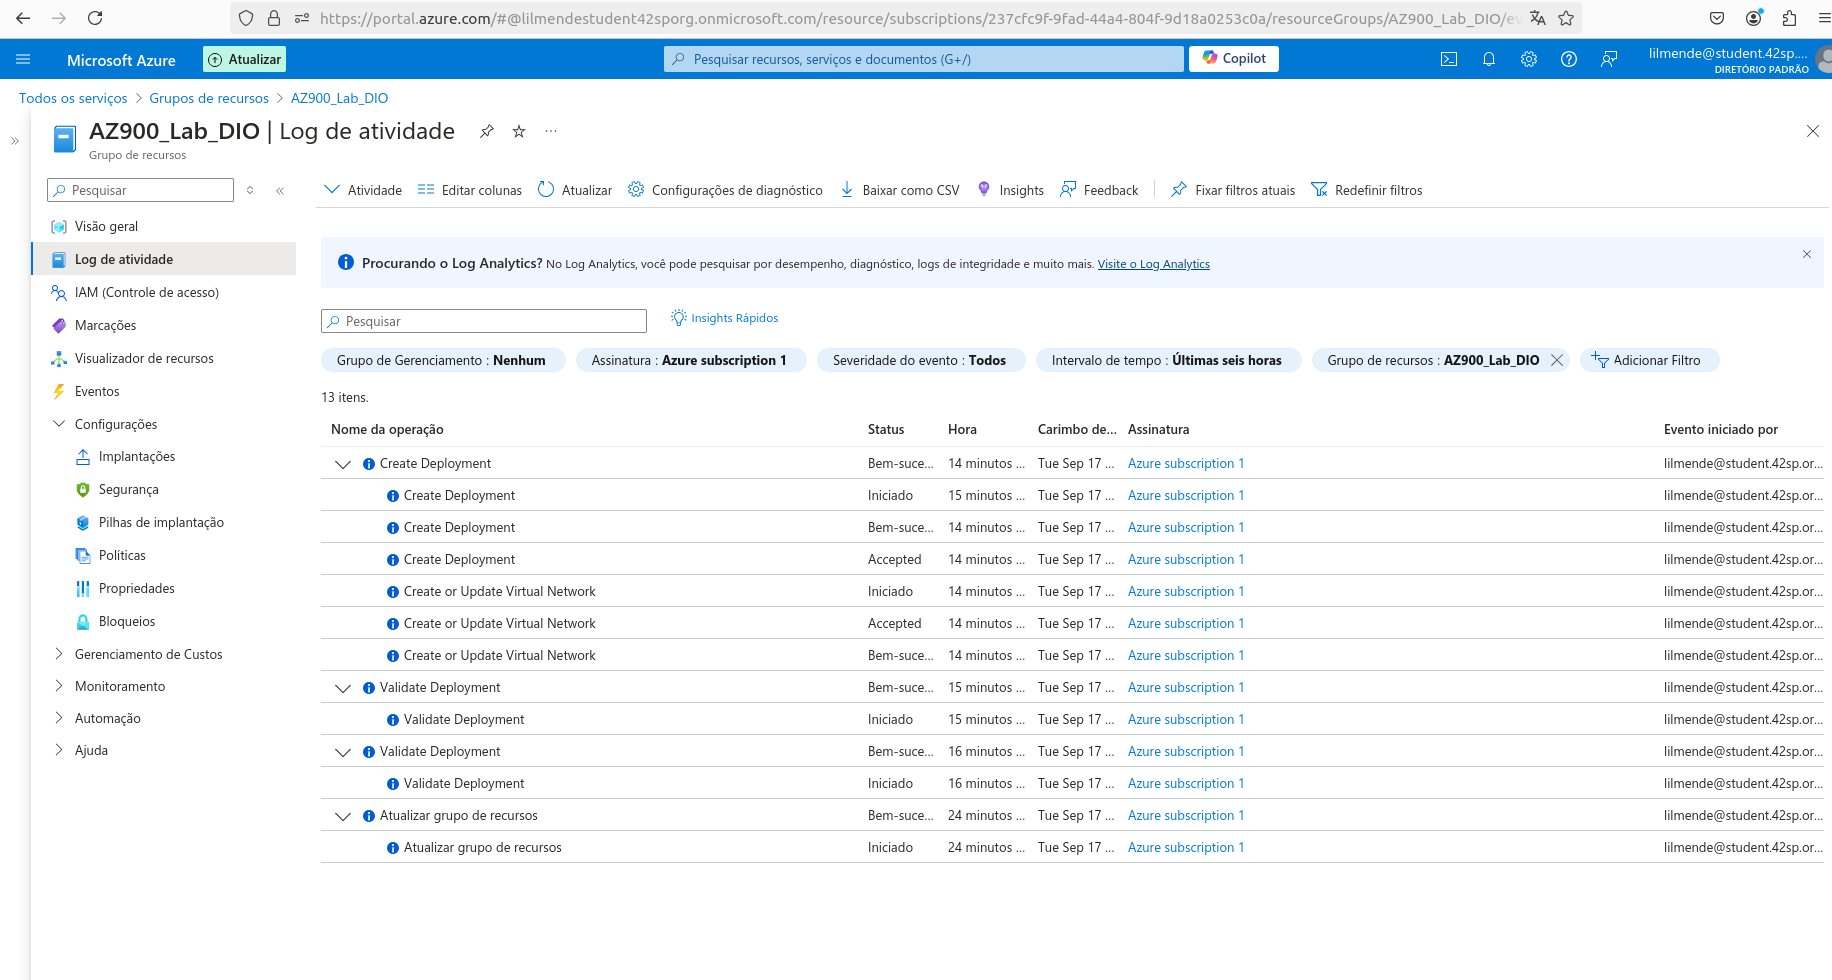 https://portal.azure.com/#@lilmendestudent42sporg.onmicrosoft.com/resource/subscriptions/237cfc9f-9fad-44a4-804f-9d18a0253c0a/resourceGroups/AZ900_Lab_DIO/ev
Microsoft Azure
Atualizar
Pesquisar recursos, serviços e documentos (G+/)
Copilot
lilmende@student.42sp....
DIRETÓRIO PADRÃO
Todos os serviços > Grupos de recursos > AZ900_Lab_DIO
AZ900_Lab_DIO | Log de atividade
Grupo de recursos
Pesquisar
Visão geral
Log de atividade
IAM (Controle de acesso)
Marcações
Visualizador de recursos
Eventos
Configurações
Implantações
Segurança
Pilhas de implantação
Políticas
Propriedades
Bloqueios
Gerenciamento de Custos
Monitoramento
Automação
Ajuda
Atividade Editar colunas Atualizar Configurações de diagnóstico Baixar como CSV Insights Feedback Fixar filtros atuais Redefinir filtros
Procurando o Log Analytics? No Log Analytics, você pode pesquisar por desempenho, diagnóstico, logs de integridade e muito mais. Visite o Log Analytics
Pesquisar
Insights Rápidos
Grupo de Gerenciamento : Nenhum Assinatura : Azure subscription 1 Severidade do evento : Todos Intervalo de tempo : Últimas seis horas Grupo de recursos : AZ900_Lab_DIO Adicionar Filtro
13 itens.
Nome da operação Status Hora Carimbo de... Assinatura Evento iniciado por
Create Deployment Bem-suce... 14 minutos ... Tue Sep 17 ... Azure subscription 1 lilmende@student.42sp.or...
Create Deployment Iniciado 15 minutos ... Tue Sep 17 ... Azure subscription 1 lilmende@student.42sp.or...
Create Deployment Bem-suce... 14 minutos ... Tue Sep 17 ... Azure subscription 1 lilmende@student.42sp.or...
Create Deployment Accepted 14 minutos ... Tue Sep 17 ... Azure subscription 1 lilmende@student.42sp.or...
Create or Update Virtual Network Iniciado 14 minutos ... Tue Sep 17 ... Azure subscription 1 lilmende@student.42sp.or...
Create or Update Virtual Network Accepted 14 minutos ... Tue Sep 17 ... Azure subscription 1 lilmende@student.42sp.or...
Create or Update Virtual Network Bem-suce... 14 minutos ... Tue Sep 17 ... Azure subscription 1 lilmende@student.42sp.or...
Validate Deployment Bem-suce... 15 minutos ... Tue Sep 17 ... Azure subscription 1 lilmende@student.42sp.or...
Validate Deployment Iniciado 15 minutos ... Tue Sep 17 ... Azure subscription 1 lilmende@student.42sp.or...
Validate Deployment Bem-suce... 16 minutos ... Tue Sep 17 ... Azure subscription 1 lilmende@student.42sp.or...
Validate Deployment Iniciado 16 minutos ... Tue Sep 17 ... Azure subscription 1 lilmende@student.42sp.or...
Atualizar grupo de recursos Bem-suce... 24 minutos ... Tue Sep 17 ... Azure subscription 1 lilmende@student.42sp.or...
Atualizar grupo de recursos Iniciado 24 minutos ... Tue Sep 17 ... Azure subscription 1 lilmende@student.42sp.or...